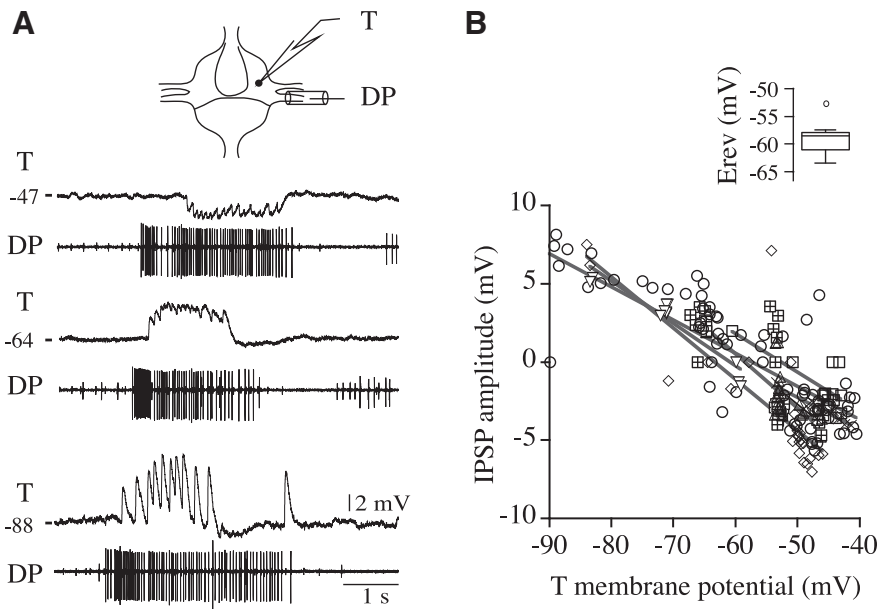 A
T
DP
T
-47
DP
T
-64
DP
T
2 mV
-88
DP
1 s
B
Erev (mV)
-50
-55
-60
-65
IPSP amplitude (mV)
10
5
0
-5
-10
-90 -80 -70 -60 -50 -40
T membrane potential (mV)